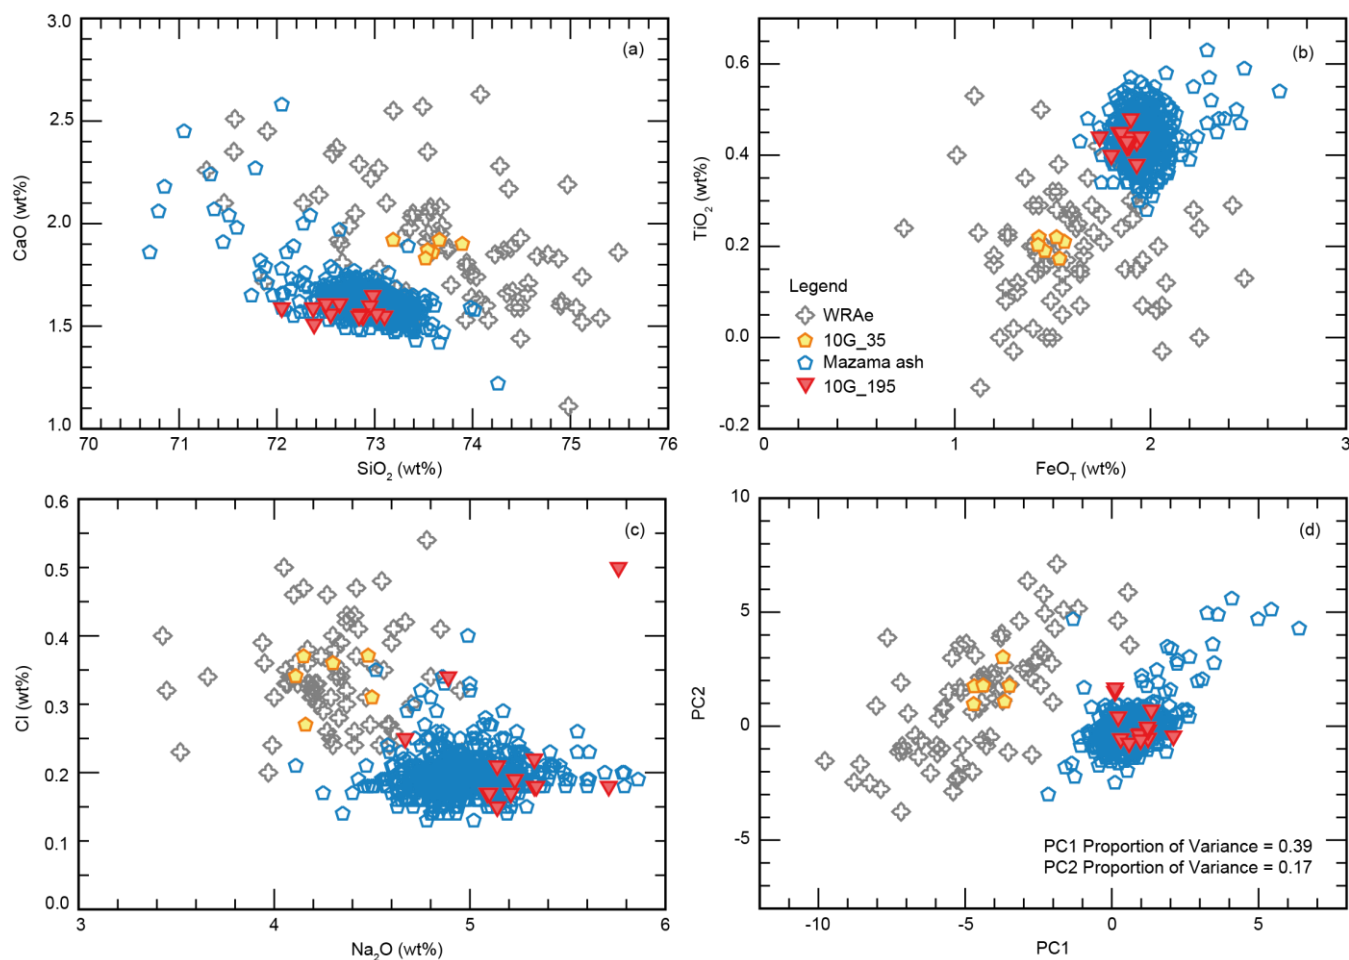 3.0
2.5
2.0
1.5
1.0
CaO (wt%)
70 71 72 73 74 75 76
SiO₂ (wt%)
(a)
0.6
0.4
0.2
0.0
-0.2
TiO₂ (wt%)
0 1 2 3
FeO_T (wt%)
(b)
Legend
WRAe
10G_35
Mazama ash
10G_195
0.6
0.5
0.4
0.3
0.2
0.1
0.0
Cl (wt%)
3 4 5 6
Na₂O (wt%)
(c)
10
5
0
-5
PC2
-10 -5 0 5
PC1
(d)
PC1 Proportion of Variance = 0.39
PC2 Proportion of Variance = 0.17